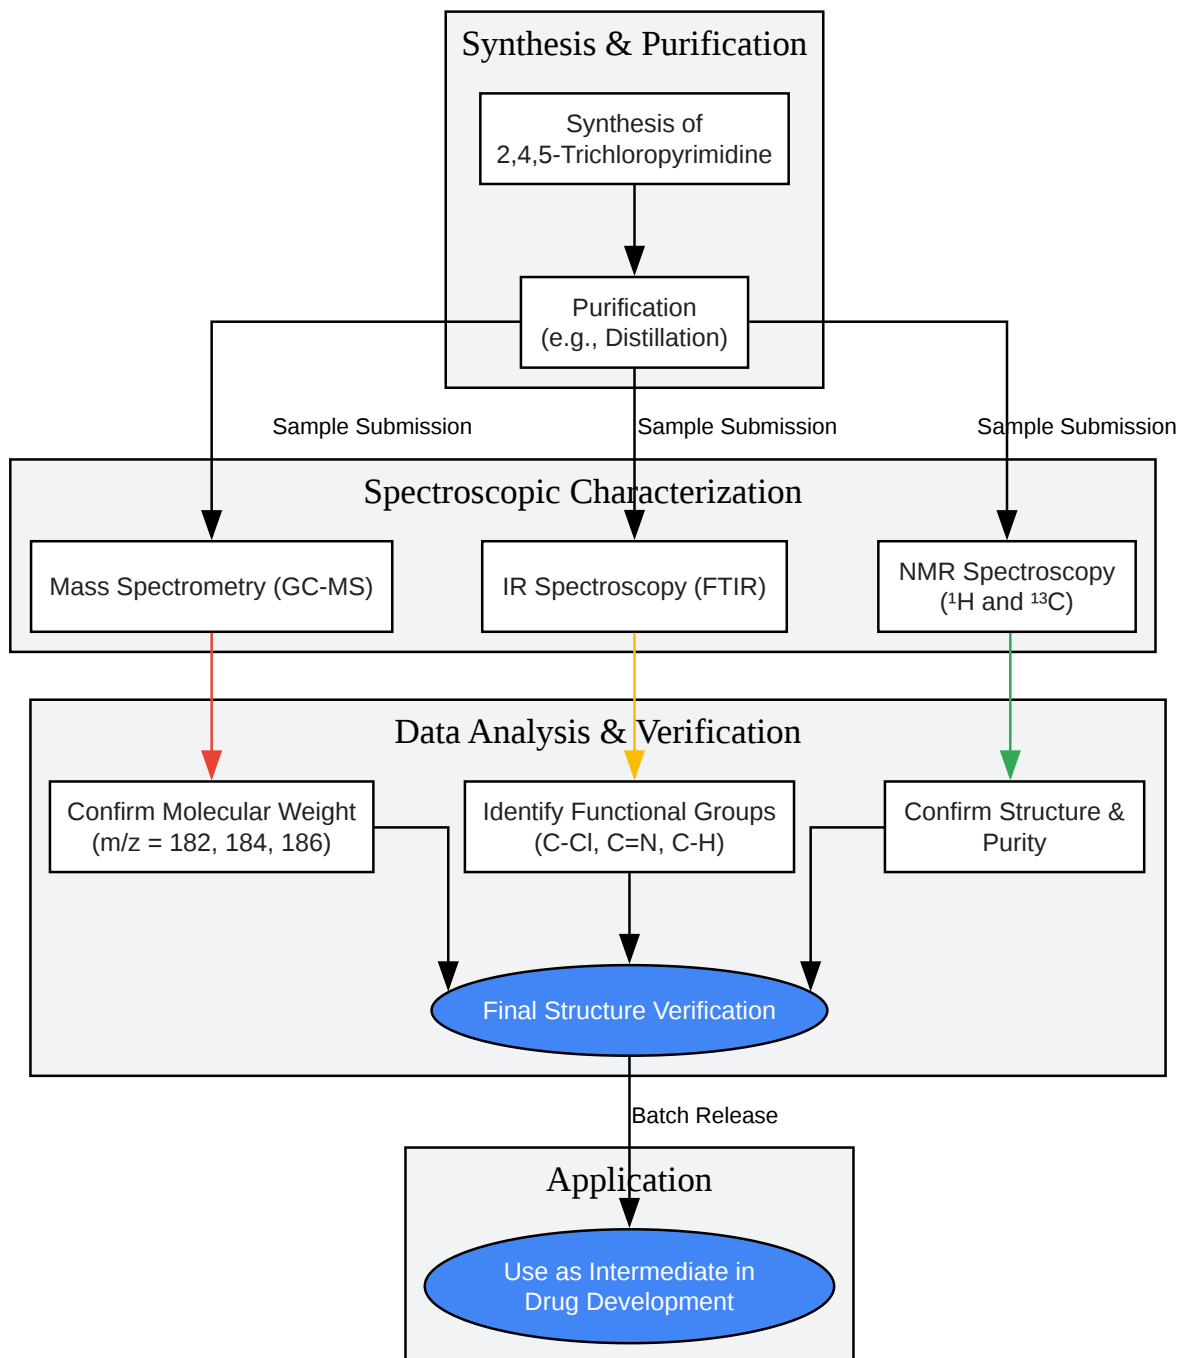 Synthesis & Purification
Synthesis of
2,4,5-Trichloropyrimidine
Purification
(e.g., Distillation)
Sample Submission
Sample Submission
Sample Submission
Spectroscopic Characterization
Mass Spectrometry (GC-MS)
IR Spectroscopy (FTIR)
NMR Spectroscopy
(¹H and ¹³C)
Data Analysis & Verification
Confirm Molecular Weight
(m/z = 182, 184, 186)
Identify Functional Groups
(C-Cl, C=N, C-H)
Confirm Structure &
Purity
Final Structure Verification
Batch Release
Application
Use as Intermediate in
Drug Development